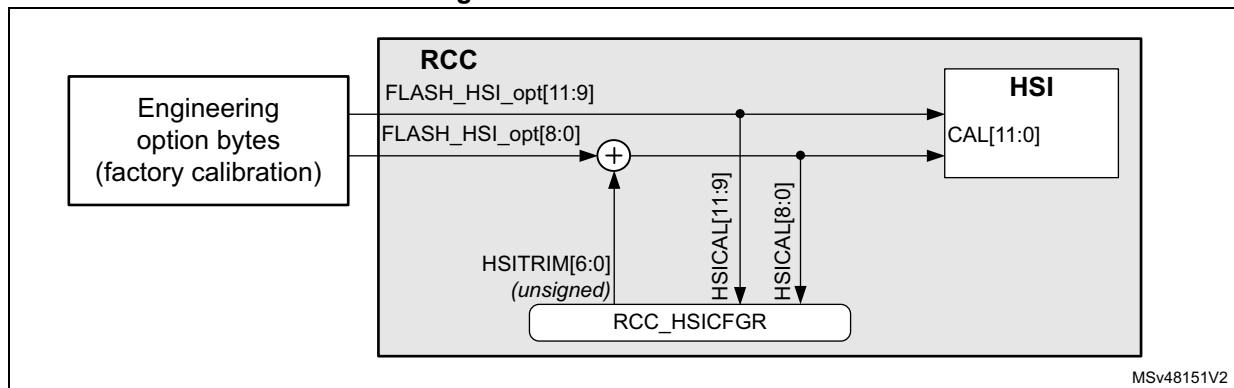 RCC
FLASH_HSI_opt[11:9]
HSI
Engineering
option bytes
(factory calibration)
FLASH_HSI_opt[8:0]
+
CAL[11:0]
HSICAL[11:9]
HSICAL[8:0]
HSITRIM[6:0]
(unsigned)
RCC_HSICFGR
MSv48151V2